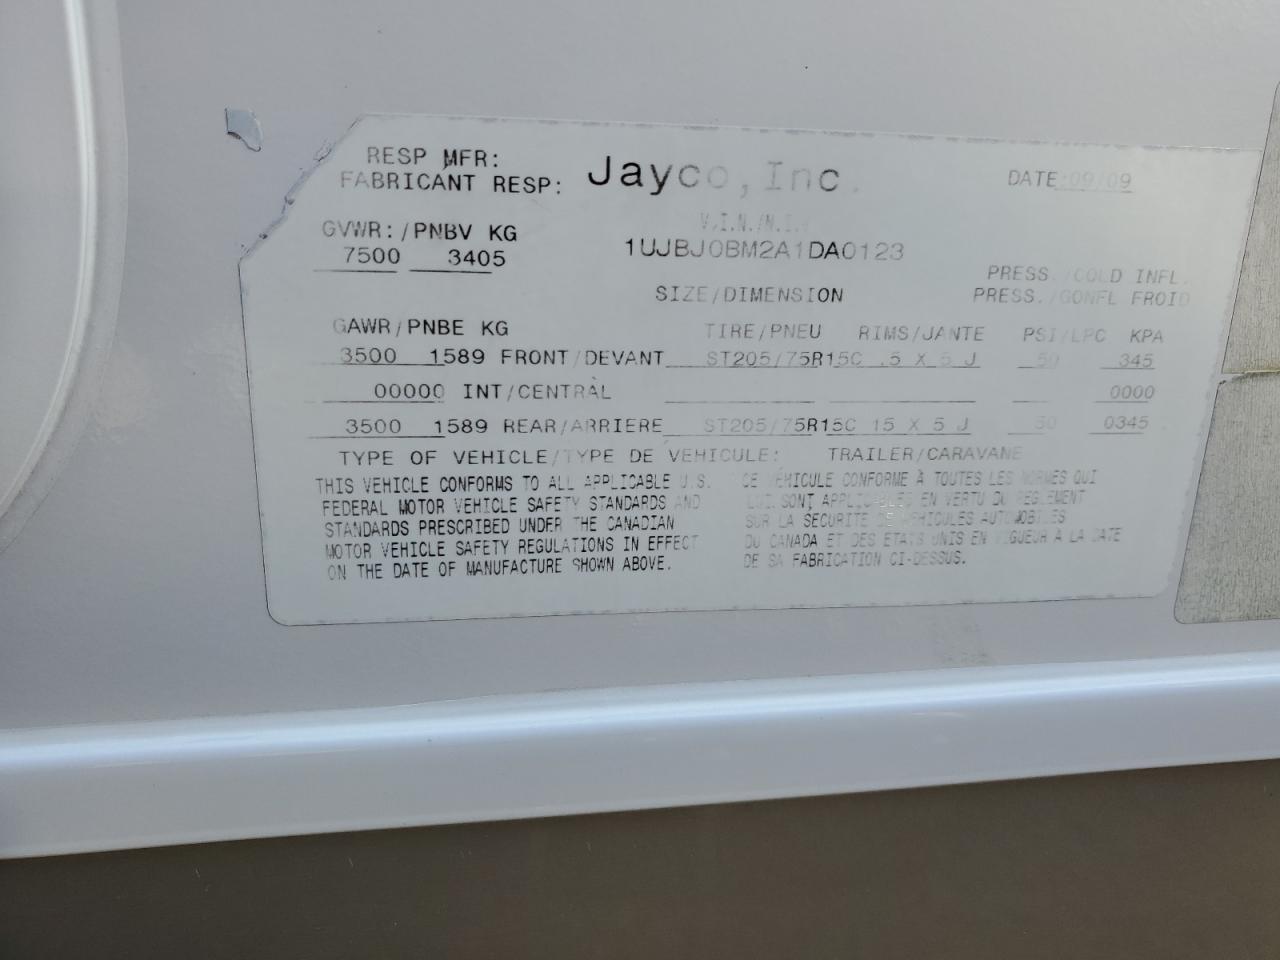 RESP MFR:
FABRICANT RESP: Jayco, Inc. DATE:09/09
GVWR:/PNBV KG V.I.N./N.I.V
7500 3405 1UJBJ0BM2A1DA0123
PRESS./COLD INFL.
SIZE/DIMENSION PRESS./GONFL FROID
GAWR/PNBE KG TIRE/PNEU RIMS/JANTE PSI/LPC KPA
3500 1589 FRONT/DEVANT ST205/75R15C .5 X 5 J 50 345
00000 INT/CENTRAL 0000
3500 1589 REAR/ARRIERE ST205/75R15C 15 X 5 J 50 0345
TYPE OF VEHICLE/TYPE DE VEHICULE: TRAILER/CARAVANE
THIS VEHICLE CONFORMS TO ALL APPLICABLE U.S. CE VEHICULE CONFORME À TOUTES LES NORMES QUI
FEDERAL MOTOR VEHICLE SAFETY STANDARDS AND LUI SONT APPLICABLES EN VERTU DU REGLEMENT
STANDARDS PRESCRIBED UNDER THE CANADIAN SUR LA SECURITE DE VEHICULES AUTOMOBILES
MOTOR VEHICLE SAFETY REGULATIONS IN EFFECT DU CANADA ET DES ETATS UNIS EN VIGUEUR A LA DATE
ON THE DATE OF MANUFACTURE SHOWN ABOVE. DE SA FABRICATION CI-DESSUS.